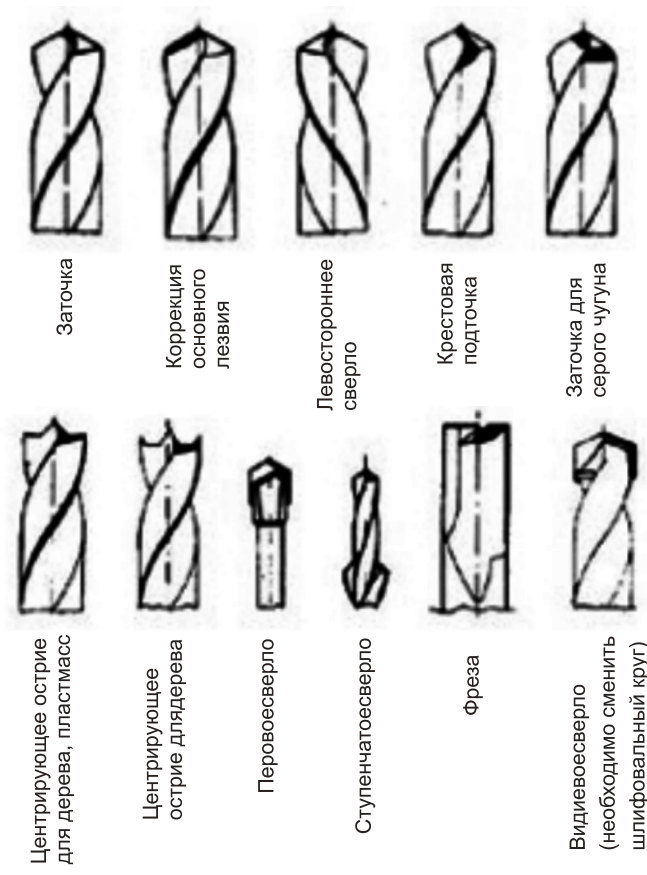 Заточка
Коррекция
основного
лезвия
Левостороннее
сверло
Крестовая
подточка
Заточка для
серого чугуна
Центрирующее острие
для дерева, пластмасс
Центрирующее
острие длядерева
Перовоесверло
Ступенчатоесверло
Фреза
Видиевоесверло
(необходимо сменить
шлифовальный круг)